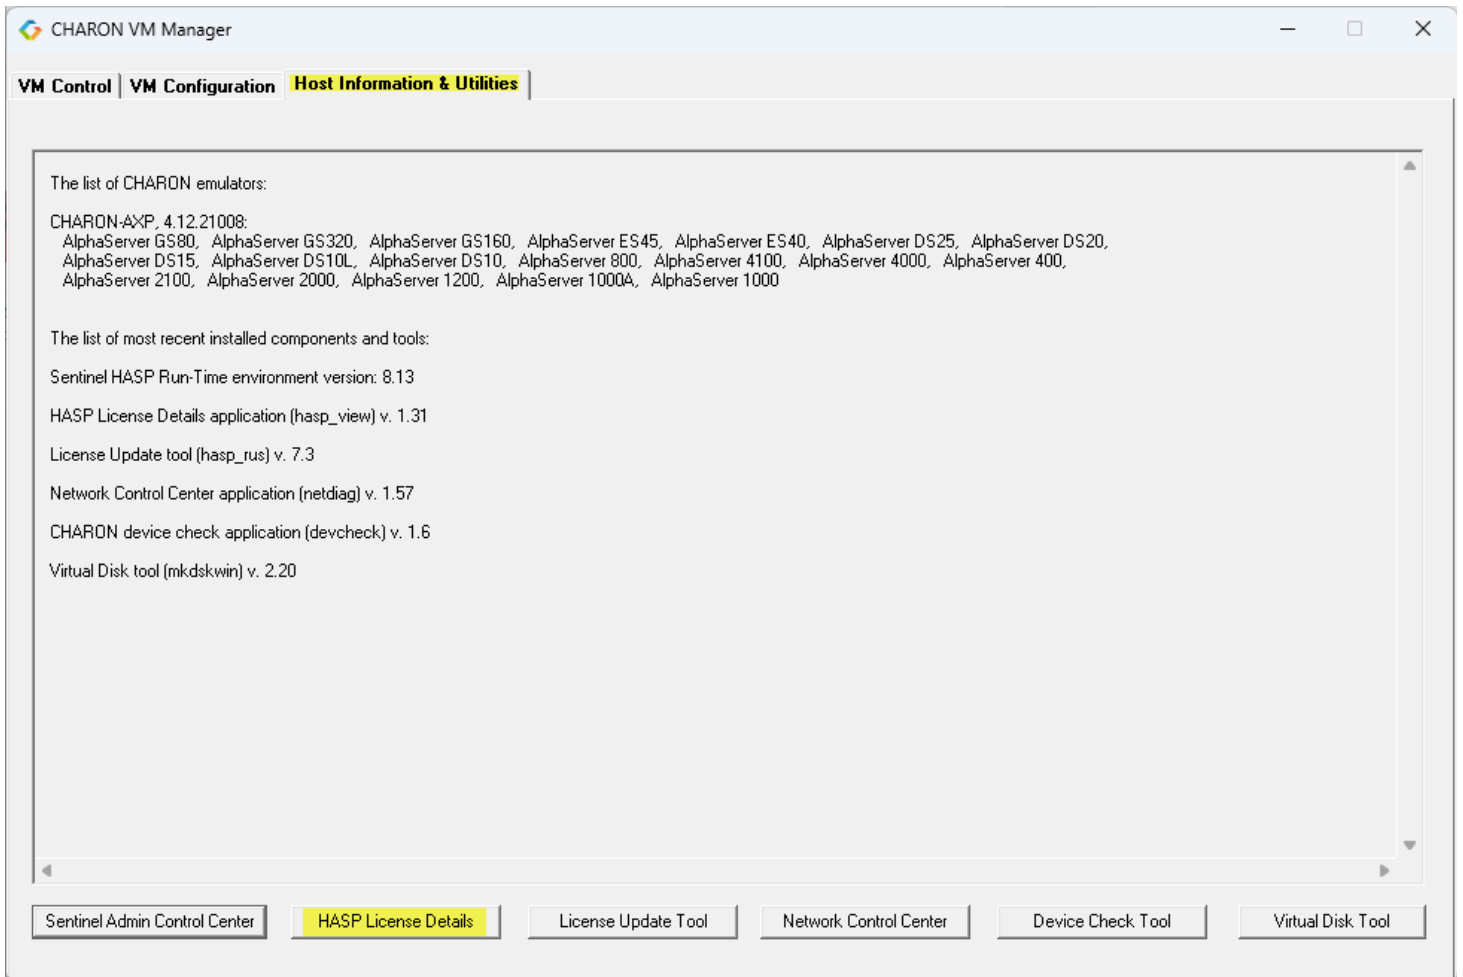 CHARON VM Manager
VM Control VM Configuration Host Information & Utilities
The list of CHARON emulators:
CHARON-AXP, 4.12.21008:
AlphaServer GS80, AlphaServer GS320, AlphaServer GS160, AlphaServer ES45, AlphaServer ES40, AlphaServer DS25, AlphaServer DS20,
AlphaServer DS15, AlphaServer DS10L, AlphaServer DS10, AlphaServer 800, AlphaServer 4100, AlphaServer 4000, AlphaServer 400,
AlphaServer 2100, AlphaServer 2000, AlphaServer 1200, AlphaServer 1000A, AlphaServer 1000
The list of most recent installed components and tools:
Sentinel HASP Run-Time environment version: 8.13
HASP License Details application (hasp_view) v. 1.31
License Update tool (hasp_rus) v. 7.3
Network Control Center application (netdiag) v. 1.57
CHARON device check application (devcheck) v. 1.6
Virtual Disk tool (mkdskwin) v. 2.20
Sentinel Admin Control Center HASP License Details License Update Tool Network Control Center Device Check Tool Virtual Disk Tool